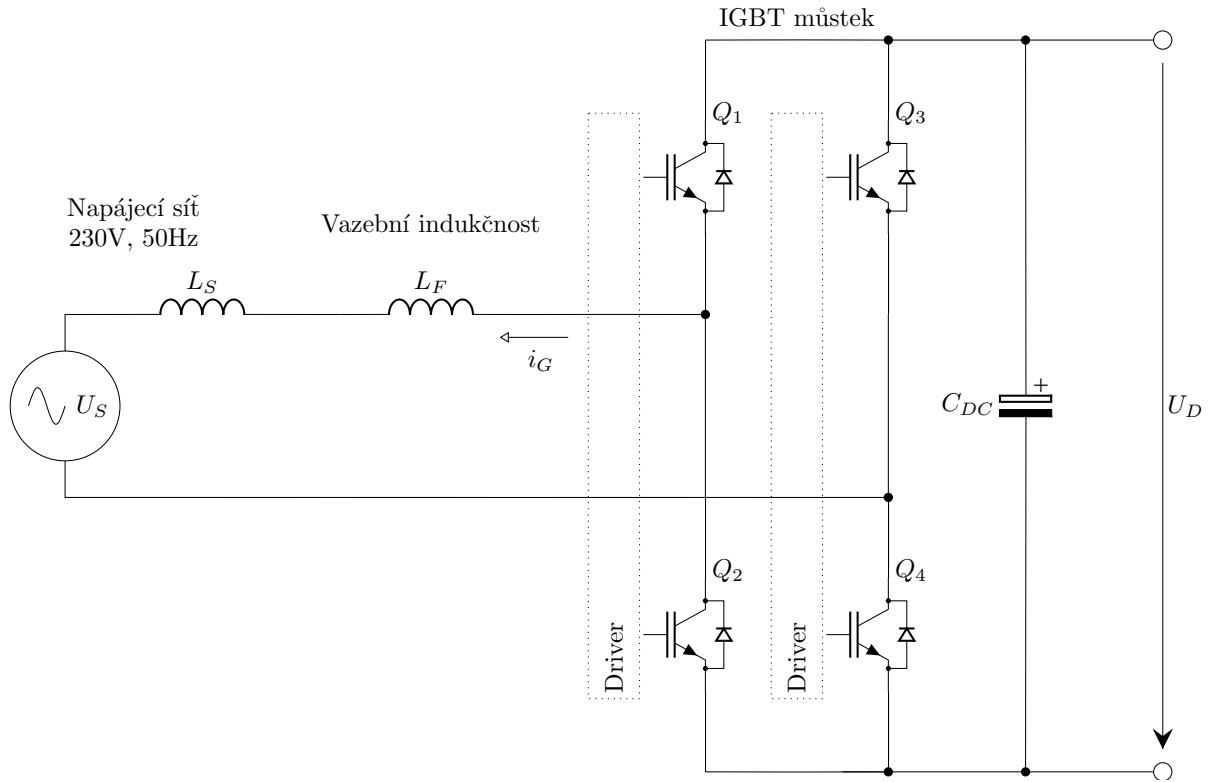 IGBT můstek
Q1
Q3
Napájecí síť
230V, 50Hz
Vazební indukčnost
LS
LF
iG
US
+
CDC
UD
Q2
Q4
Driver
Driver